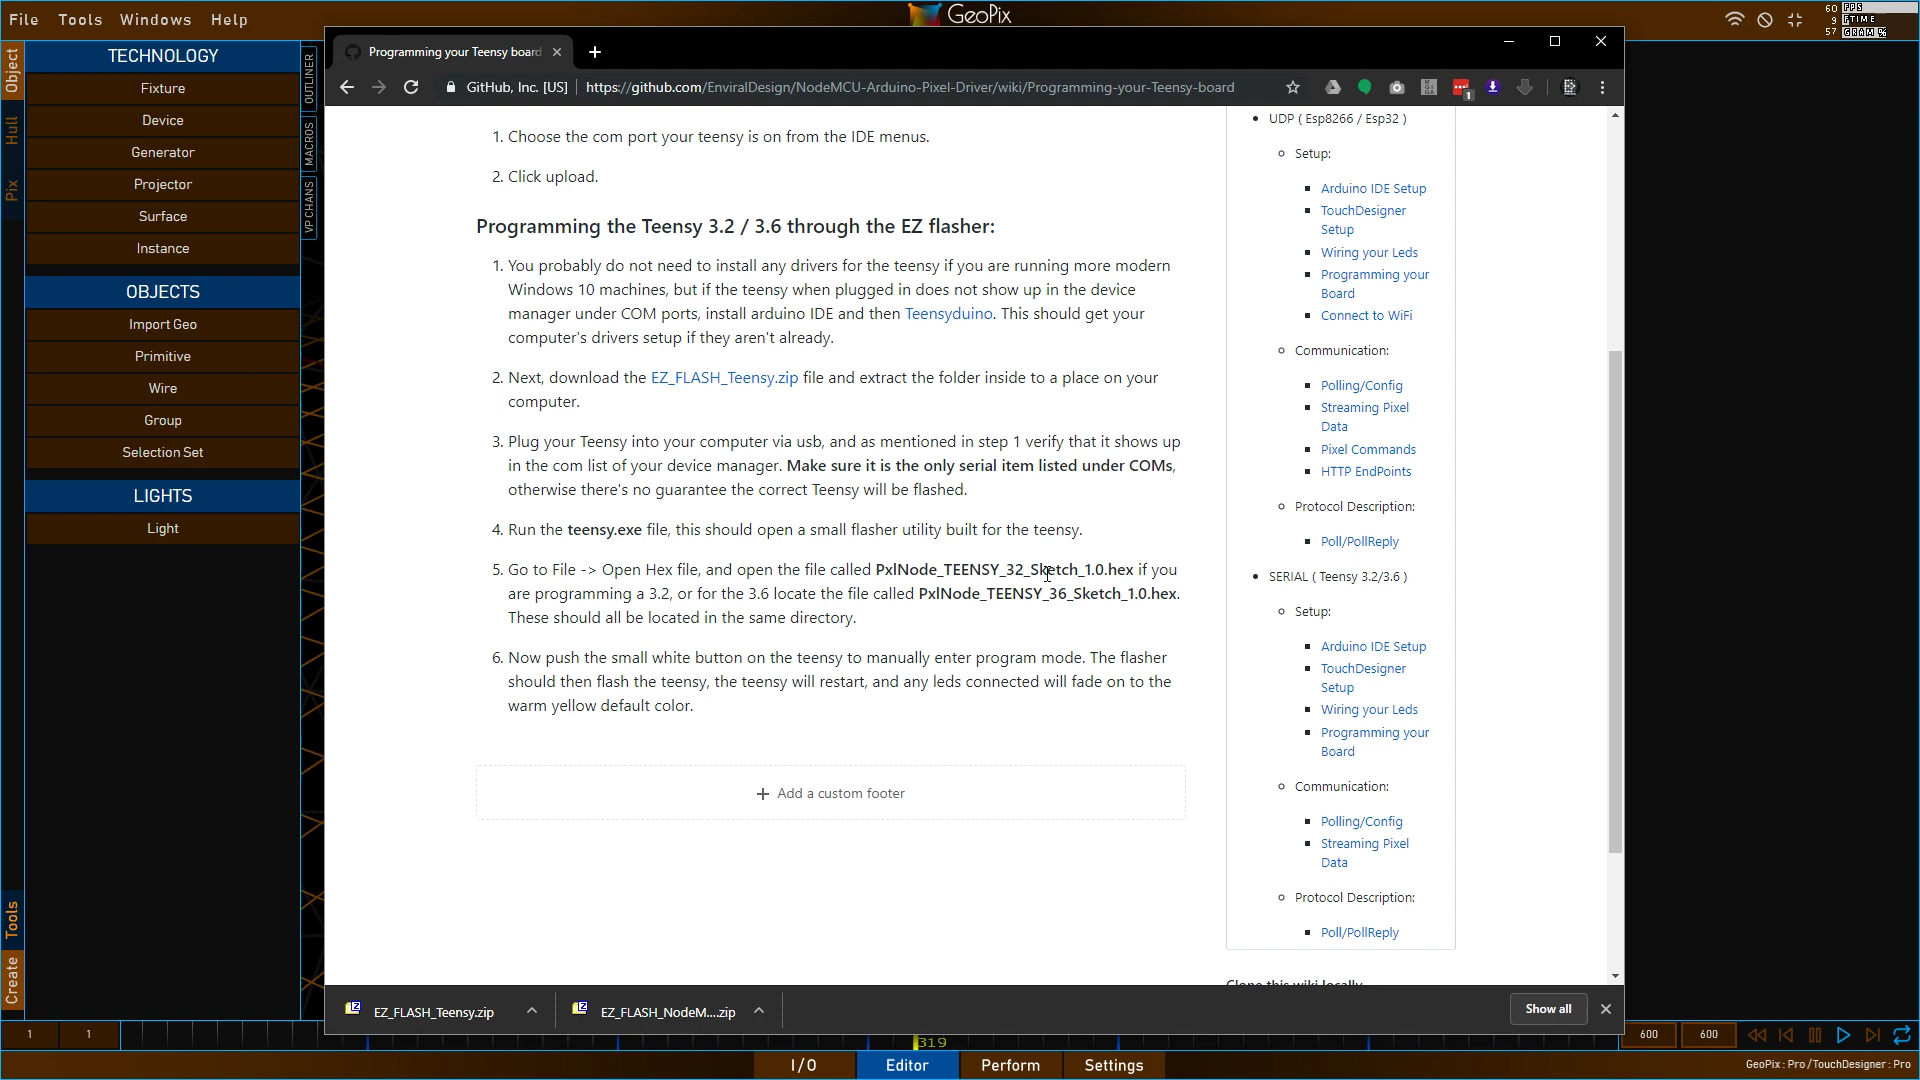 File Tools Windows Help
GeoPix
60 FPS
9 FTIME
57 GRAM %
Object
Hull
Pix
Tools
Create
TECHNOLOGY
Fixture
Device
Generator
Projector
Surface
Instance
OBJECTS
Import Geo
Primitive
Wire
Group
Selection Set
LIGHTS
Light
OUTLINER
MACROS
VP CHANS
Programming your Teensy board
GitHub, Inc. [US] https://github.com/EnviralDesign/NodeMCU-Arduino-Pixel-Driver/wiki/Programming-your-Teensy-board
1
1. Choose the com port your teensy is on from the IDE menus.
2. Click upload.
Programming the Teensy 3.2 / 3.6 through the EZ flasher:
1. You probably do not need to install any drivers for the teensy if you are running more modern
Windows 10 machines, but if the teensy when plugged in does not show up in the device
manager under COM ports, install arduino IDE and then Teensyduino. This should get your
computer's drivers setup if they aren't already.
2. Next, download the EZ_FLASH_Teensy.zip file and extract the folder inside to a place on your
computer.
3. Plug your Teensy into your computer via usb, and as mentioned in step 1 verify that it shows up
in the com list of your device manager. Make sure it is the only serial item listed under COMs,
otherwise there's no guarantee the correct Teensy will be flashed.
4. Run the teensy.exe file, this should open a small flasher utility built for the teensy.
5. Go to File -> Open Hex file, and open the file called PxlNode_TEENSY_32_Sketch_1.0.hex if you
are programming a 3.2, or for the 3.6 locate the file called PxlNode_TEENSY_36_Sketch_1.0.hex.
These should all be located in the same directory.
6. Now push the small white button on the teensy to manually enter program mode. The flasher
should then flash the teensy, the teensy will restart, and any leds connected will fade on to the
warm yellow default color.
+ Add a custom footer
UDP ( Esp8266 / Esp32 )
Setup:
Arduino IDE Setup
TouchDesigner
Setup
Wiring your Leds
Programming your
Board
Connect to WiFi
Communication:
Polling/Config
Streaming Pixel
Data
Pixel Commands
HTTP EndPoints
Protocol Description:
Poll/PollReply
SERIAL ( Teensy 3.2/3.6 )
Setup:
Arduino IDE Setup
TouchDesigner
Setup
Wiring your Leds
Programming your
Board
Communication:
Polling/Config
Streaming Pixel
Data
Protocol Description:
Poll/PollReply
Clone this wiki locally
EZ_FLASH_Teensy.zip
EZ_FLASH_NodeM....zip
Show all
1 1
319
600 600
I/O Editor Perform Settings
GeoPix : Pro / TouchDesigner : Pro